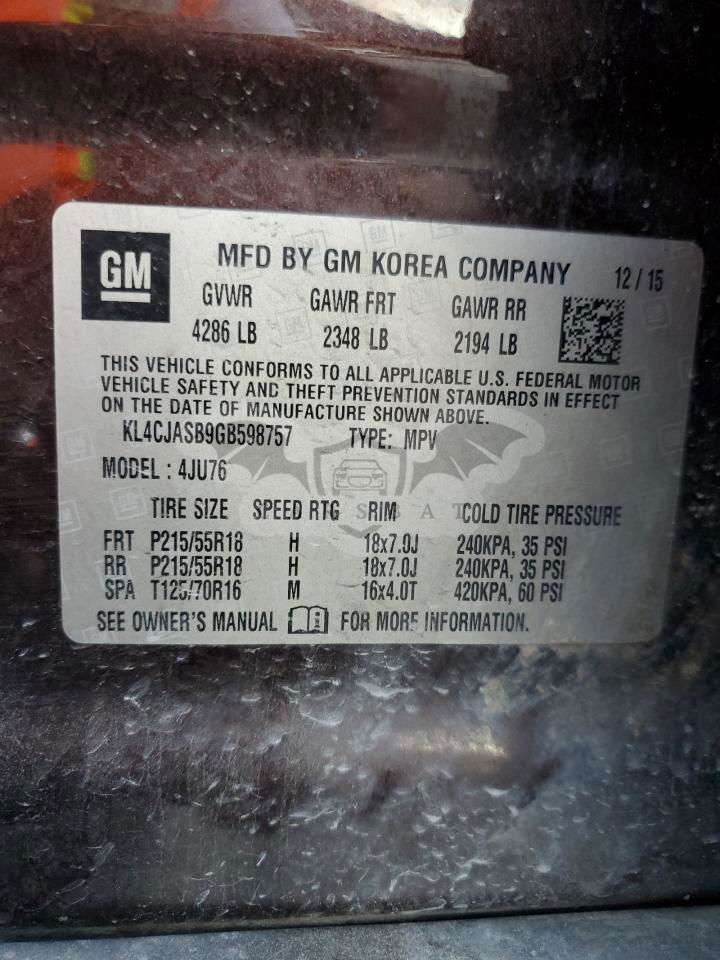 GM
MFD BY GM KOREA COMPANY 12 / 15
GVWR GAWR FRT GAWR RR
4286 LB 2348 LB 2194 LB
THIS VEHICLE CONFORMS TO ALL APPLICABLE U.S. FEDERAL MOTOR
VEHICLE SAFETY AND THEFT PREVENTION STANDARDS IN EFFECT
ON THE DATE OF MANUFACTURE SHOWN ABOVE.
KL4CJASB9GB598757 TYPE: MPV
MODEL : 4JU76
TIRE SIZE SPEED RTG RIM COLD TIRE PRESSURE
FRT P215/55R18 H 18x7.0J 240KPA, 35 PSI
RR P215/55R18 H 18x7.0J 240KPA, 35 PSI
SPA T125/70R16 M 16x4.0T 420KPA, 60 PSI
SEE OWNER'S MANUAL FOR MORE INFORMATION.